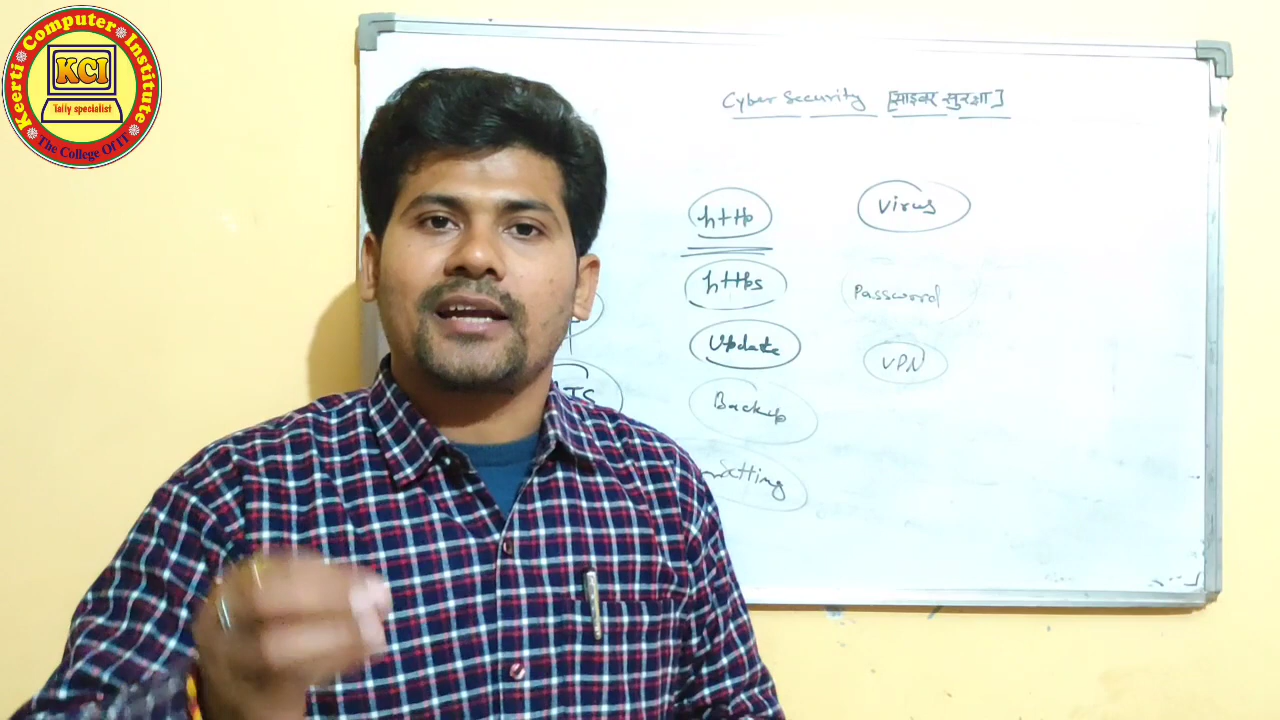 Keerti Computer Institute
KCI
Tally specialist
The College Of IT
Cyber Security [साइबर सुरक्षा]
http
Virus
https
Password
Update
VPN
Backup